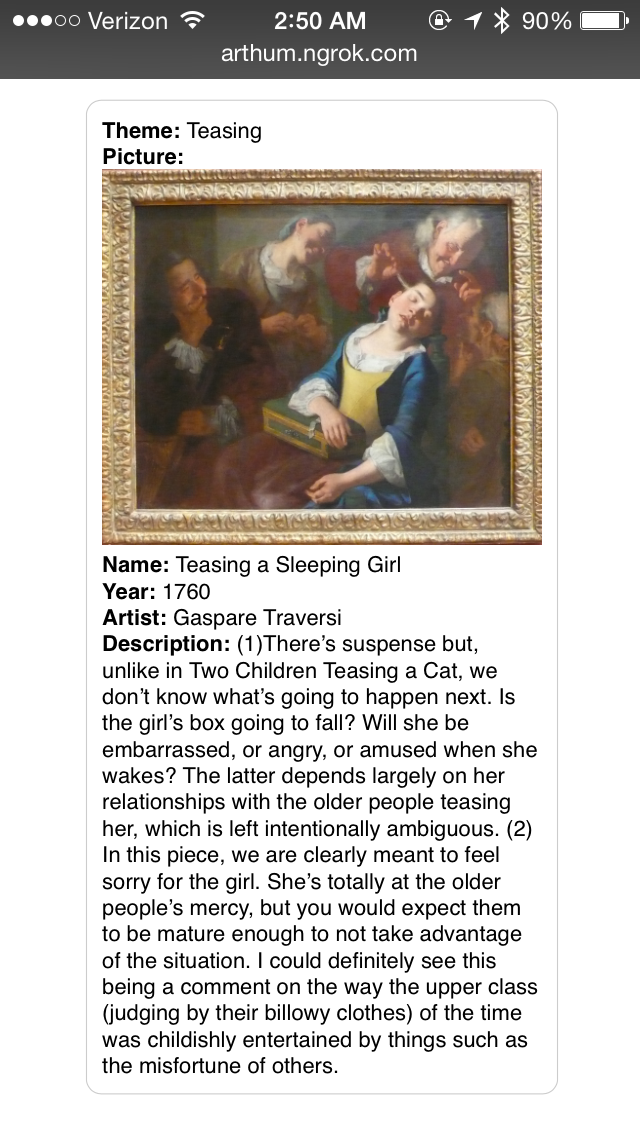 Verizon 2:50 AM 90%
arthum.ngrok.com
Theme: Teasing
Picture:
Name: Teasing a Sleeping Girl
Year: 1760
Artist: Gaspare Traversi
Description: (1)There’s suspense but,
unlike in Two Children Teasing a Cat, we
don’t know what’s going to happen next. Is
the girl’s box going to fall? Will she be
embarrassed, or angry, or amused when she
wakes? The latter depends largely on her
relationships with the older people teasing
her, which is left intentionally ambiguous. (2)
In this piece, we are clearly meant to feel
sorry for the girl. She’s totally at the older
people’s mercy, but you would expect them
to be mature enough to not take advantage
of the situation. I could definitely see this
being a comment on the way the upper class
(judging by their billowy clothes) of the time
was childishly entertained by things such as
the misfortune of others.